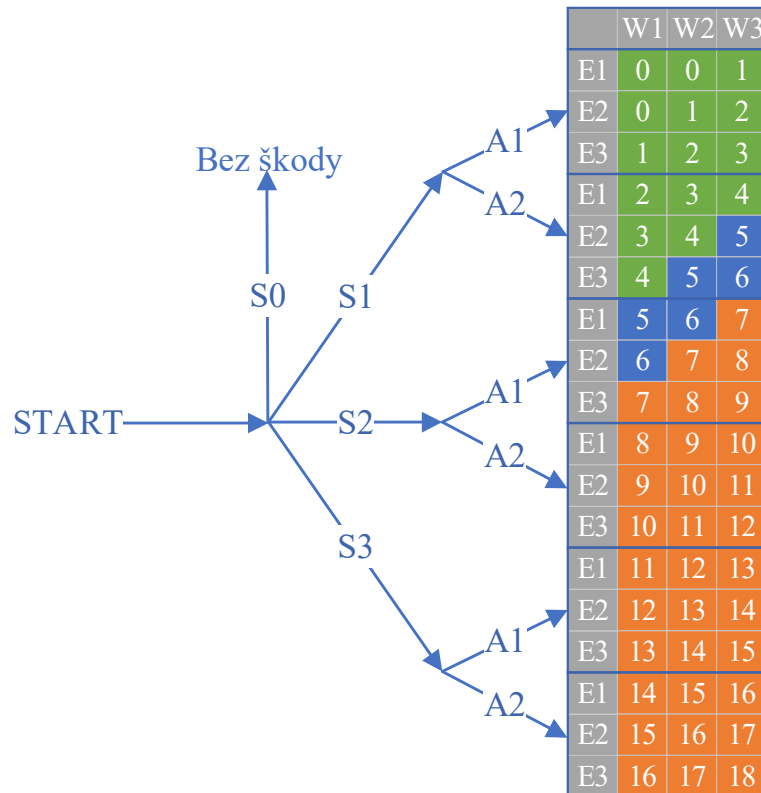 W1 W2 W3
E1 0 0 1
E2 0 1 2
A1
E3 1 2 3
Bez škody
E1 2 3 4
A2
E2 3 4 5
E3 4 5 6
S0 S1
E1 5 6 7
E2 6 7 8
A1
E3 7 8 9
START S2
E1 8 9 10
A2
E2 9 10 11
E3 10 11 12
S3
E1 11 12 13
E2 12 13 14
A1
E3 13 14 15
E1 14 15 16
A2
E2 15 16 17
E3 16 17 18